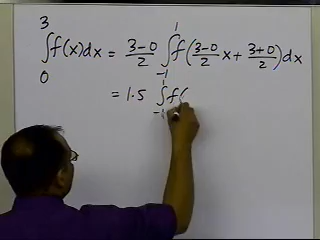 ∫₀³ f(x)dx = (3-0)/2 ∫₋₁¹ f((3-0)/2 x + (3+0)/2)dx
= 1.5 ∫₋₁¹ f(